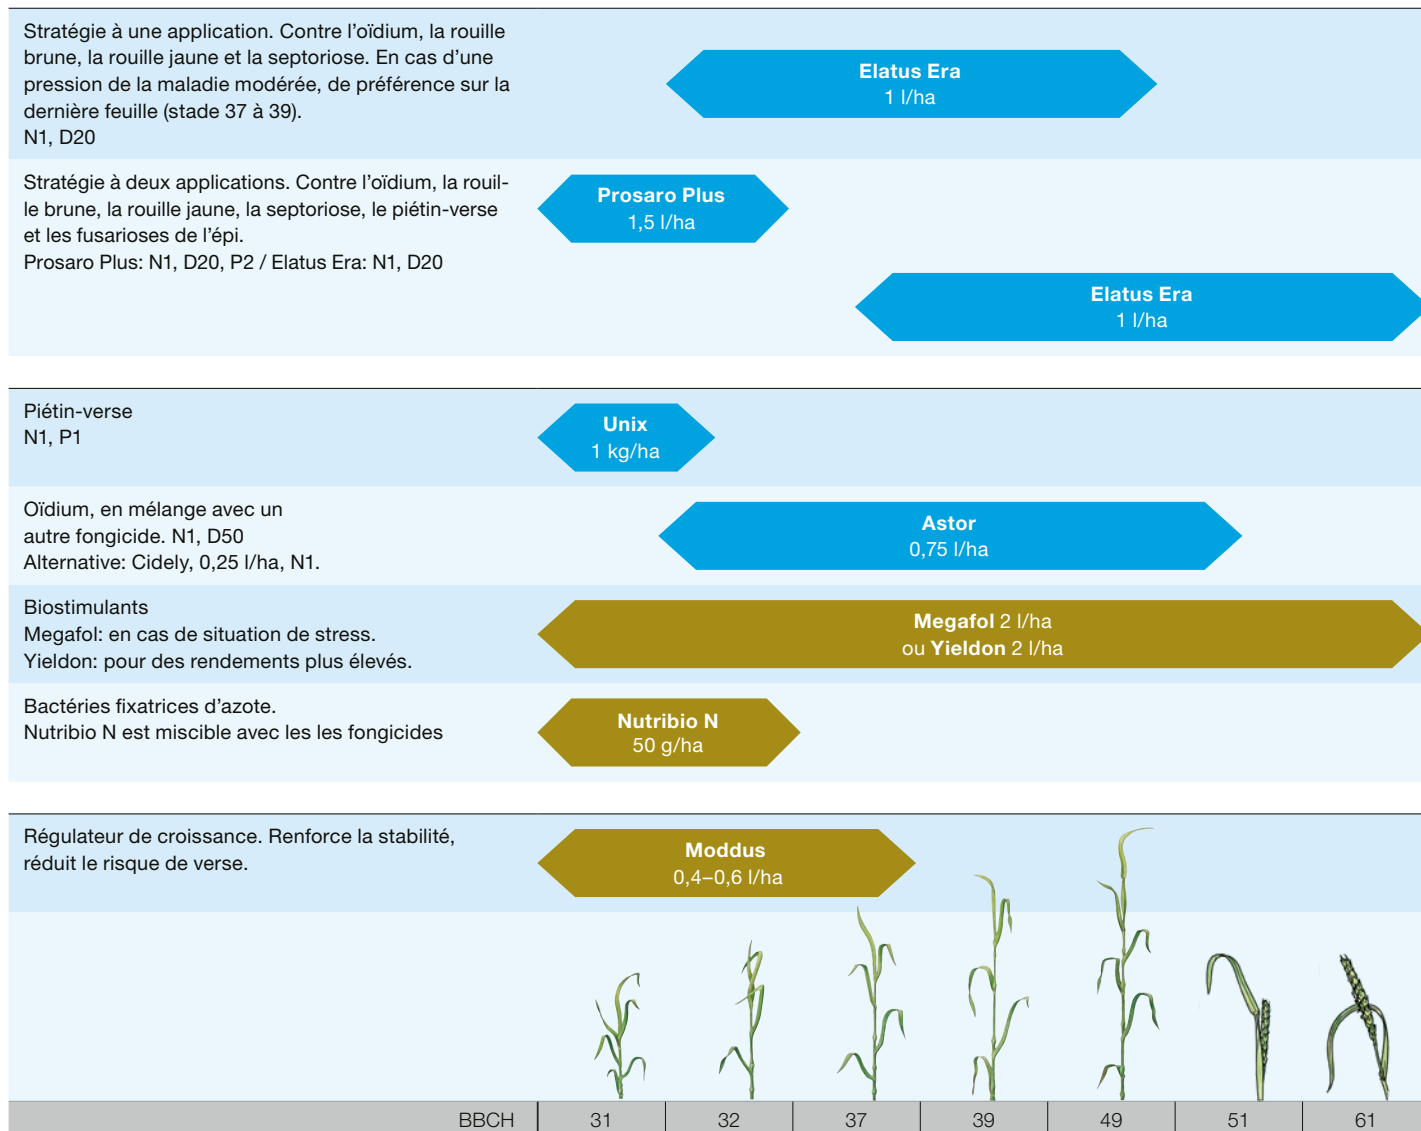 Stratégie à une application. Contre l’oïdium, la rouille
brune, la rouille jaune et la septoriose. En cas d’une
pression de la maladie modérée, de préférence sur la
dernière feuille (stade 37 à 39).
N1, D20
Elatus Era
1 l/ha
Stratégie à deux applications. Contre l’oïdium, la rouil-
le brune, la rouille jaune, la septoriose, le piétin-verse
et les fusarioses de l’épi.
Prosaro Plus: N1, D20, P2 / Elatus Era: N1, D20
Prosaro Plus
1,5 l/ha
Elatus Era
1 l/ha
Piétin-verse
N1, P1
Unix
1 kg/ha
Oïdium, en mélange avec un
autre fongicide. N1, D50
Alternative: Cidely, 0,25 l/ha, N1.
Astor
0,75 l/ha
Biostimulants
Megafol: en cas de situation de stress.
Yieldon: pour des rendements plus élevés.
Megafol 2 l/ha
ou Yieldon 2 l/ha
Bactéries fixatrices d’azote.
Nutribio N est miscible avec les les fongicides
Nutribio N
50 g/ha
Régulateur de croissance. Renforce la stabilité,
réduit le risque de verse.
Moddus
0,4–0,6 l/ha
BBCH 31 32 37 39 49 51 61